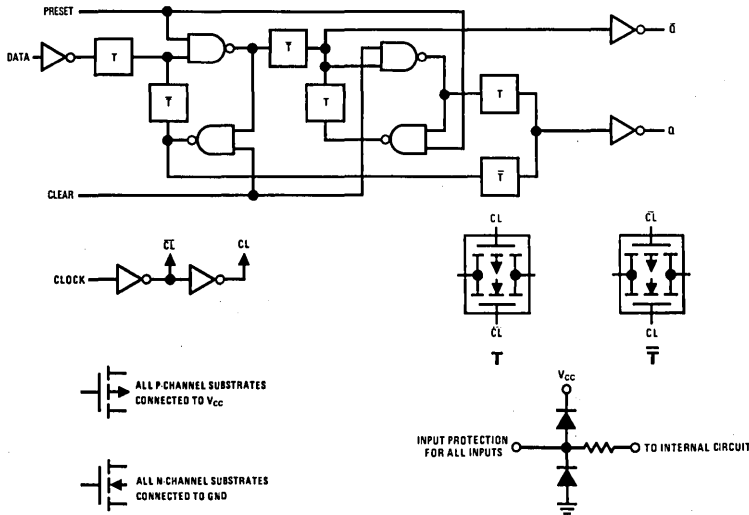 PRESET
DATA
T
T̅
Q̅
T̅
T
T
Q
T̅
CLEAR
C̅L̅
CL
CLOCK
CL
C̅L̅
T
C̅L̅
CL
T̅
ALL P-CHANNEL SUBSTRATES
CONNECTED TO VCC
VCC
INPUT PROTECTION
FOR ALL INPUTS
TO INTERNAL CIRCUIT
ALL N-CHANNEL SUBSTRATES
CONNECTED TO GND